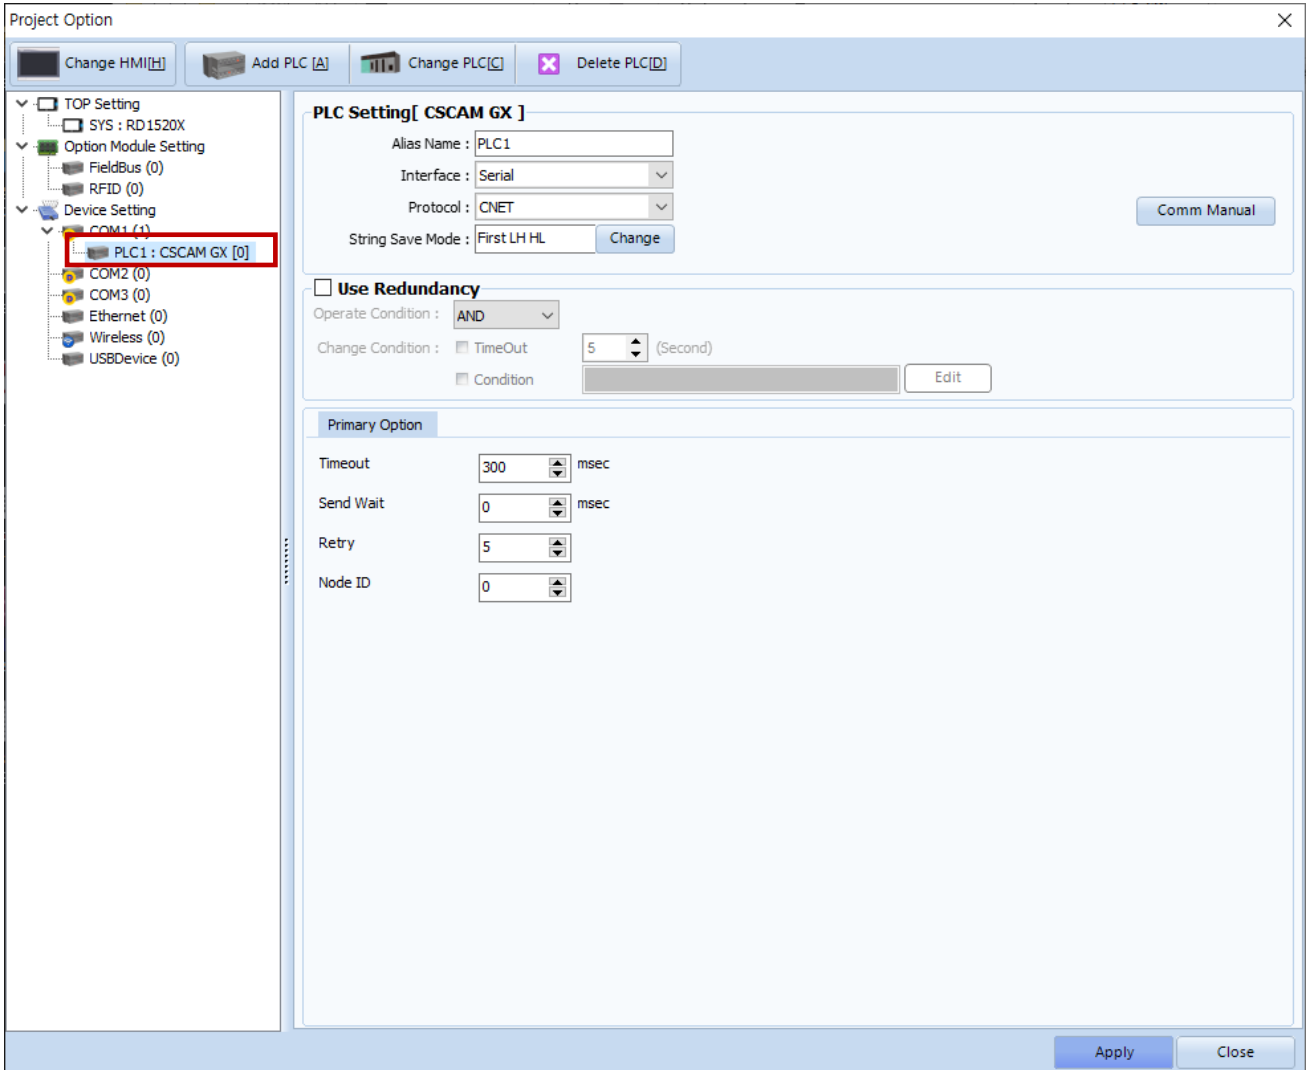 Project Option
Change HMI[H]
Add PLC [A]
Change PLC[C]
Delete PLC[D]
TOP Setting
SYS : RD1520X
Option Module Setting
FieldBus (0)
RFID (0)
Device Setting
COM1 (1)
PLC1 : CSCAM GX [0]
COM2 (0)
COM3 (0)
Ethernet (0)
Wireless (0)
USBDevice (0)
PLC Setting[ CSCAM GX ]
Alias Name : PLC1
Interface : Serial
Protocol : CNET
Comm Manual
String Save Mode : First LH HL Change
Use Redundancy
Operate Condition : AND
Change Condition : TimeOut 5 (Second)
Condition Edit
Primary Option
Timeout 300 msec
Send Wait 0 msec
Retry 5
Node ID 0
Apply
Close